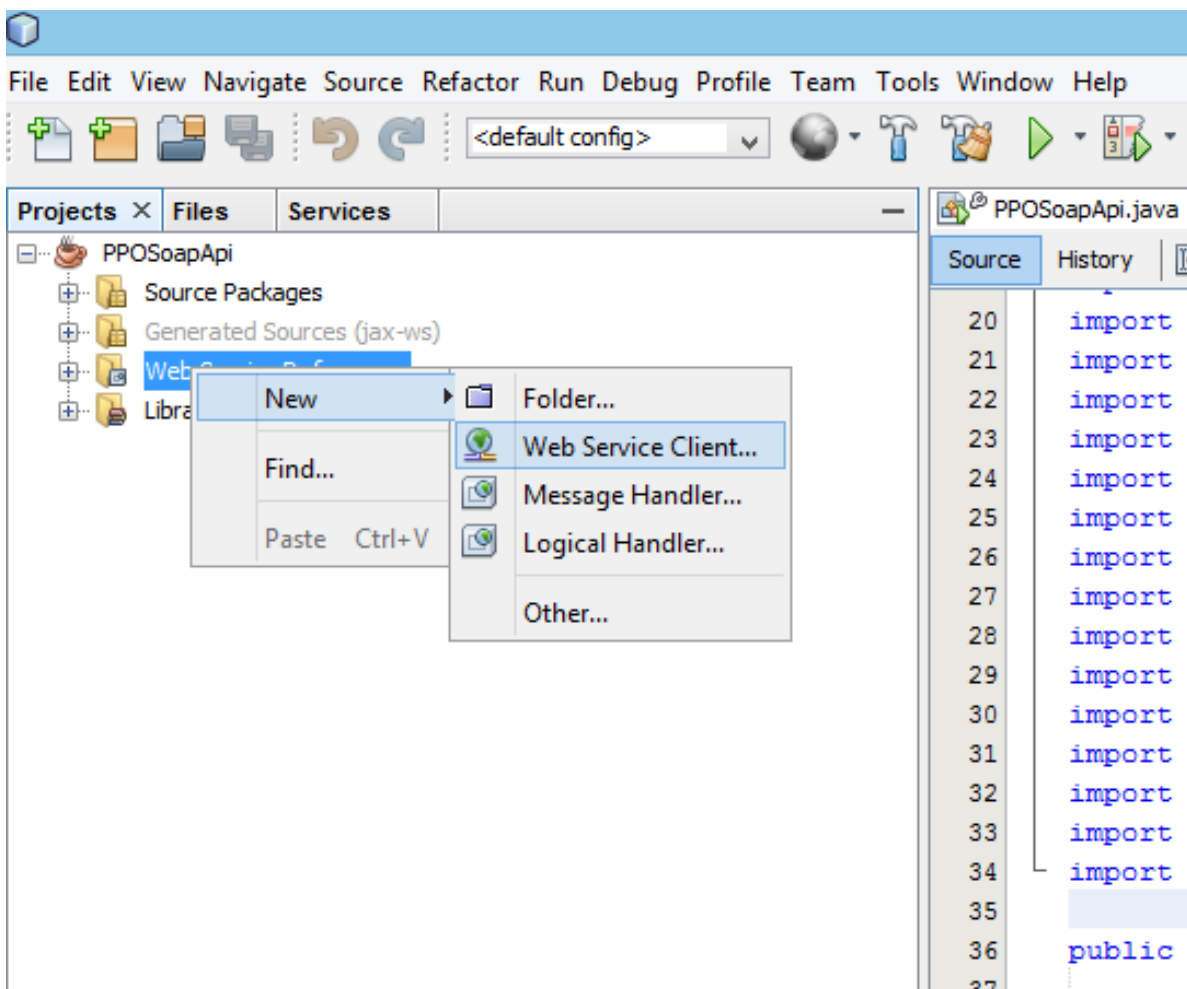 File Edit View Navigate Source Refactor Run Debug Profile Team Tools Window Help
<default config>
Projects × Files Services
PPOSoapApi.java
PPOSoapApi
Source History
Source Packages
Generated Sources (jax-ws)
Web
Libra
New
Find...
Paste Ctrl+V
Folder...
Web Service Client...
Message Handler...
Logical Handler...
Other...
20 import
21 import
22 import
23 import
24 import
25 import
26 import
27 import
28 import
29 import
30 import
31 import
32 import
33 import
34 import
35
36 public
37